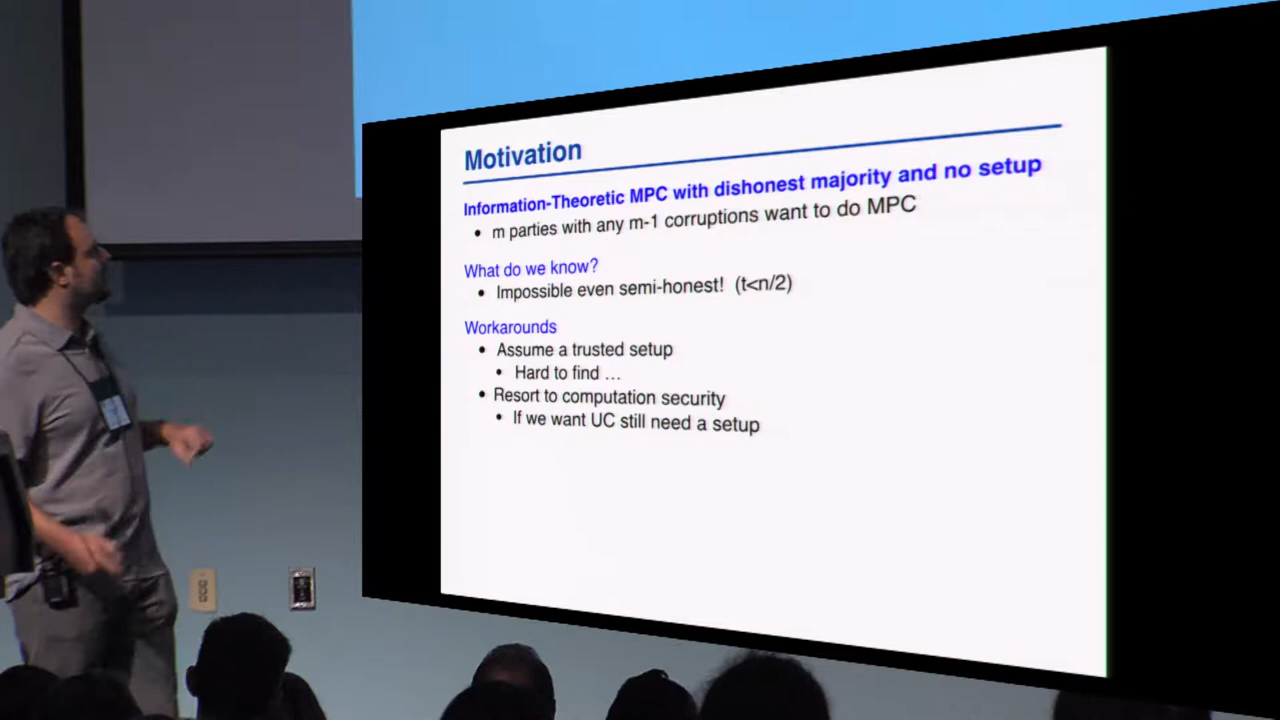 Motivation
Information-Theoretic MPC with dishonest majority and no setup
• m parties with any m-1 corruptions want to do MPC
What do we know?
• Impossible even semi-honest! (t<n/2)
Workarounds
• Assume a trusted setup
• Hard to find ...
• Resort to computation security
• If we want UC still need a setup